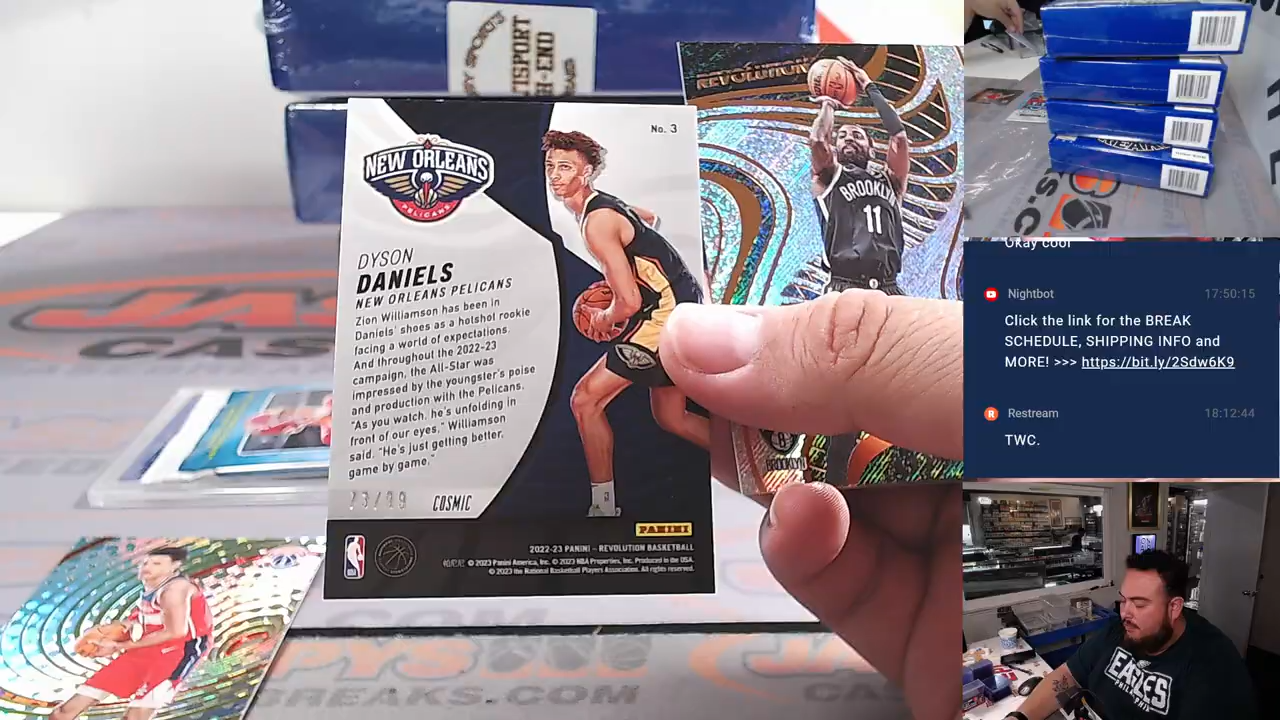 No. 3
NEW ORLEANS
PELICANS
DYSON
DANIELS
NEW ORLEANS PELICANS
Zion Williamson has been in
Daniels' shoes as a hotshot rookie
facing a world of expectations.
And throughout the 2022-23
campaign, the All-Star was
impressed by the youngster's poise
and production with the Pelicans.
"As you watch, he's unfolding in
front of our eyes," Williamson
said. "He's just getting better,
game by game."
COSMIC
PANINI
2022-23 PANINI – REVOLUTION BASKETBALL
© 2023 Panini America, Inc. © 2023 NBA Properties, Inc. Produced in the USA.
© 2023 the National Basketball Players Association. All rights reserved.
REVOLUTION
BROOKLYN
11
BROOKLYN
BREAKS.COM
Okay cool
Nightbot 17:50:15
Click the link for the BREAK
SCHEDULE, SHIPPING INFO and
MORE! >>> https://bit.ly/2Sdw6K9
Restream 18:12:44
TWC.
EAGLES